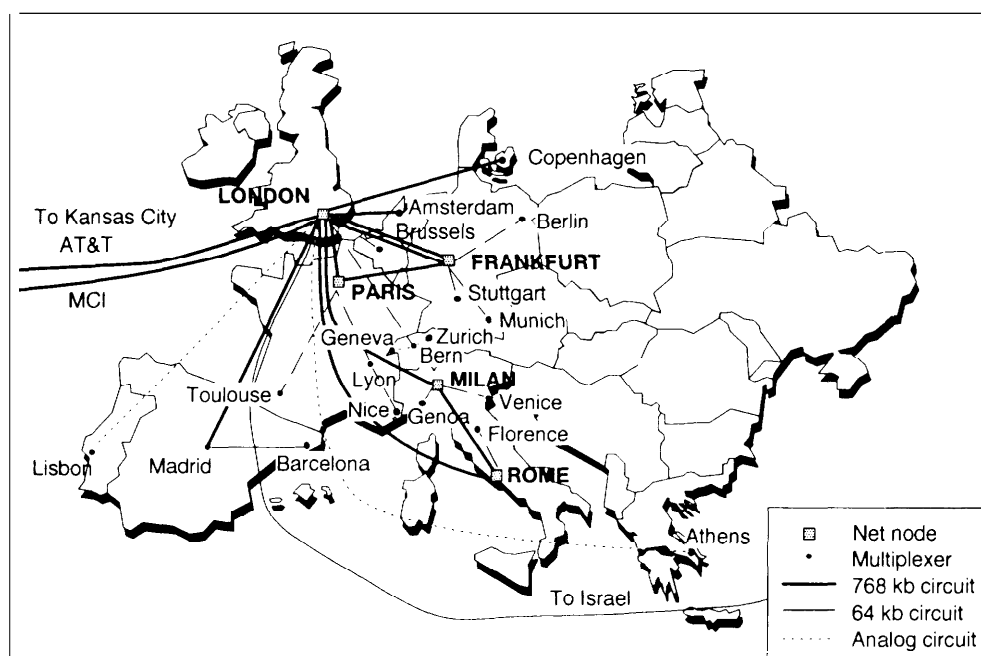 Copenhagen
LONDON
To Kansas City
AT&T
MCI
Amsterdam
Brussels
Berlin
FRANKFURT
PARIS
Stuttgart
Munich
Geneva
Zurich
Bern
Lyon
MILAN
Toulouse
Nice
Genoa
Venice
Florence
Lisbon
Madrid
Barcelona
ROME
Athens
To Israel
Net node
Multiplexer
768 kb circuit
64 kb circuit
Analog circuit